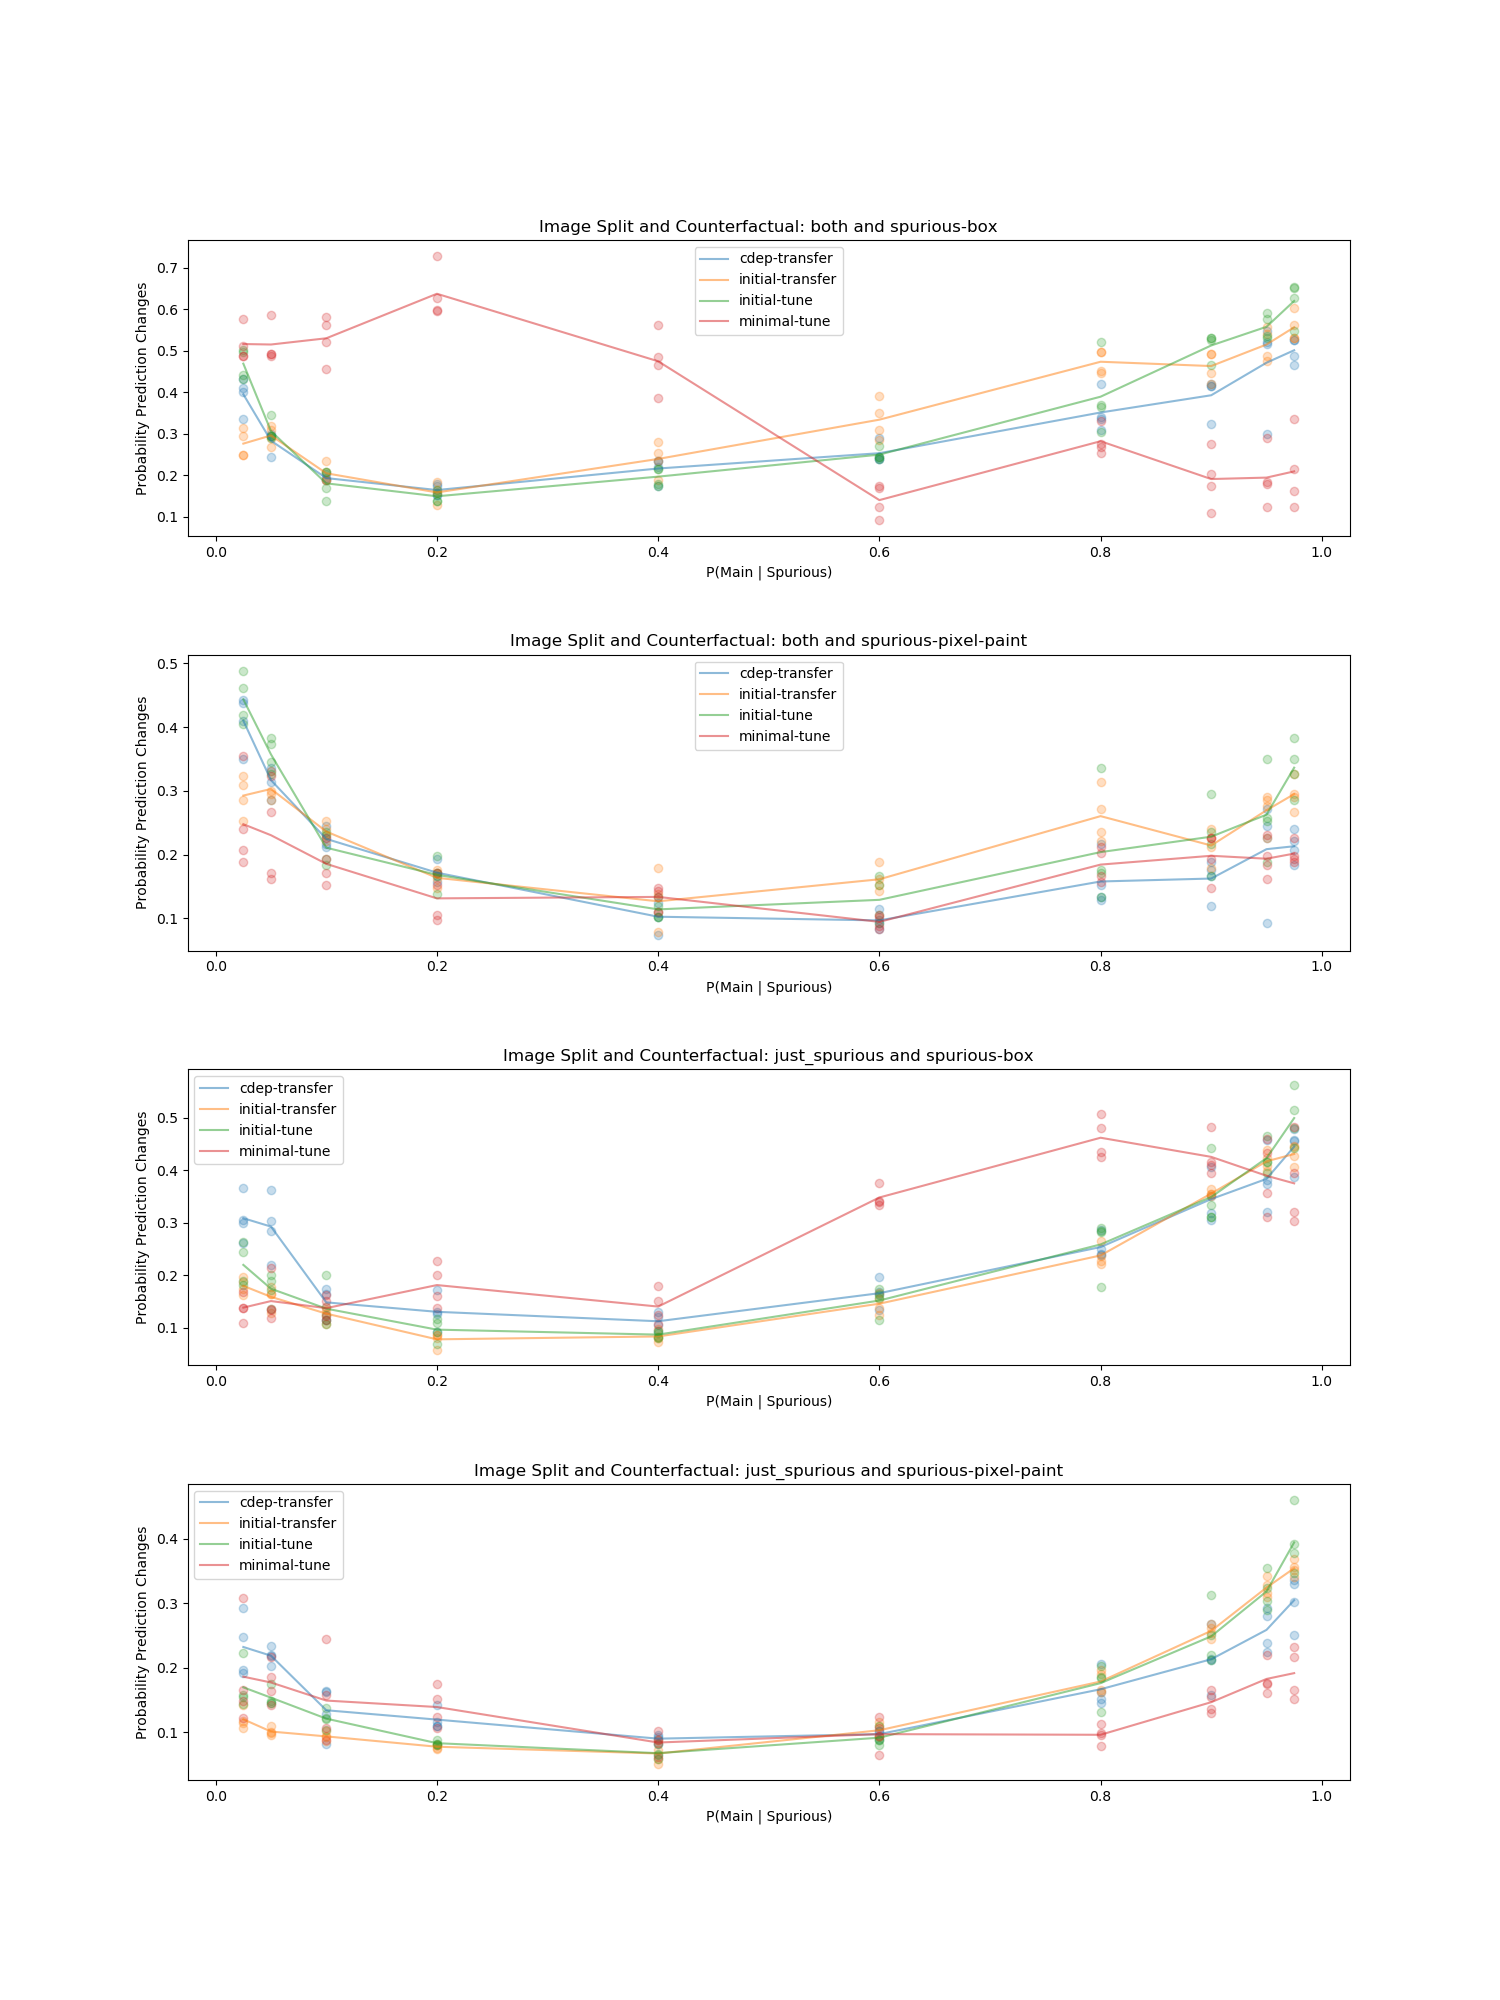 Image Split and Counterfactual: both and spurious-box
Probability Prediction Changes
0.7
0.6
0.5
0.4
0.3
0.2
0.1
cdep-transfer
initial-transfer
initial-tune
minimal-tune
0.0 0.2 0.4 0.6 0.8 1.0
P(Main | Spurious)
Image Split and Counterfactual: both and spurious-pixel-paint
Probability Prediction Changes
0.5
0.4
0.3
0.2
0.1
cdep-transfer
initial-transfer
initial-tune
minimal-tune
0.0 0.2 0.4 0.6 0.8 1.0
P(Main | Spurious)
Image Split and Counterfactual: just_spurious and spurious-box
Probability Prediction Changes
0.5
0.4
0.3
0.2
0.1
cdep-transfer
initial-transfer
initial-tune
minimal-tune
0.0 0.2 0.4 0.6 0.8 1.0
P(Main | Spurious)
Image Split and Counterfactual: just_spurious and spurious-pixel-paint
Probability Prediction Changes
0.4
0.3
0.2
0.1
cdep-transfer
initial-transfer
initial-tune
minimal-tune
0.0 0.2 0.4 0.6 0.8 1.0
P(Main | Spurious)